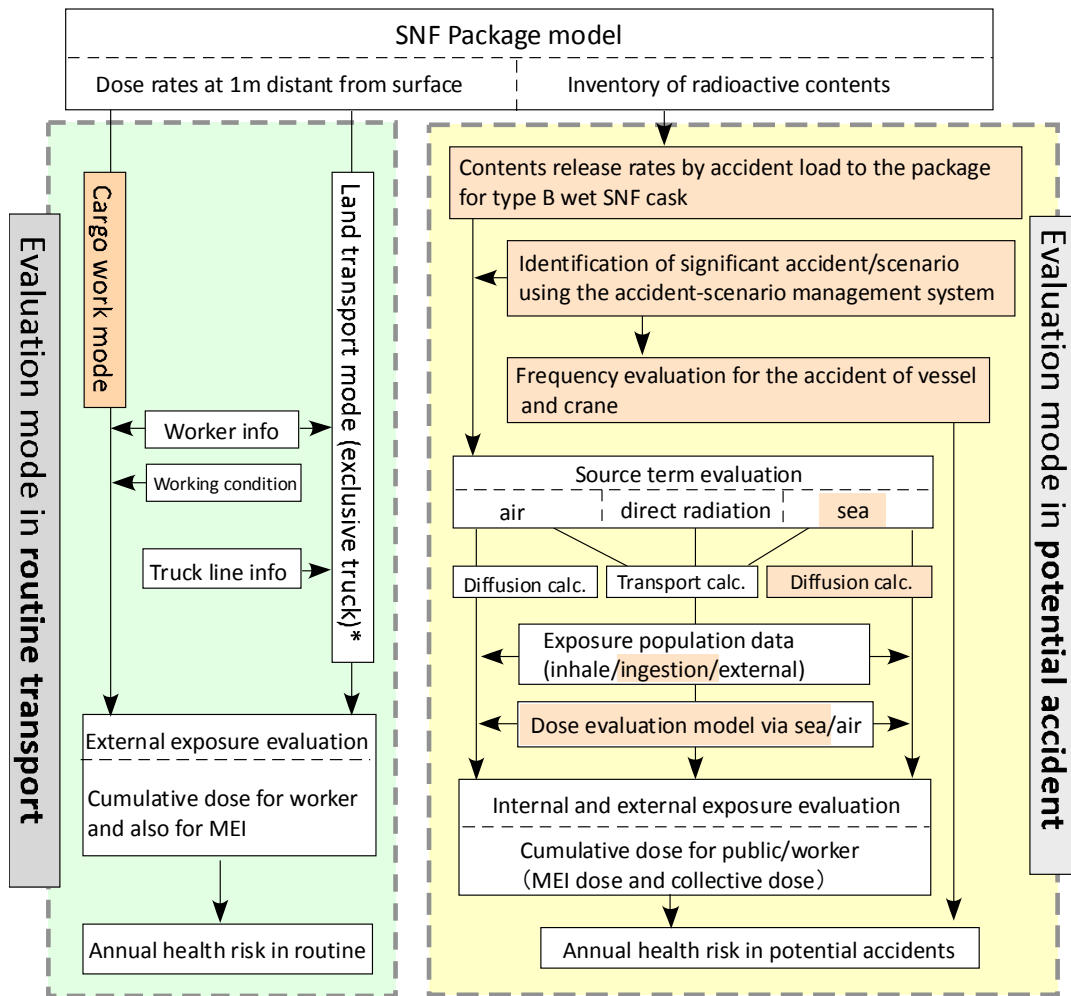 SNF Package model
Dose rates at 1m distant from surface
Inventory of radioactive contents
Evaluation mode in routine transport
Cargo work mode
Land transport mode (exclusive truck)*
Worker info
Working condition
Truck line info
External exposure evaluation
Cumulative dose for worker
and also for MEI
Annual health risk in routine
Contents release rates by accident load to the package
for type B wet SNF cask
Identification of significant accident/scenario
using the accident-scenario management system
Frequency evaluation for the accident of vessel
and crane
Source term evaluation
air
direct radiation
sea
Diffusion calc.
Transport calc.
Diffusion calc.
Exposure population data
(inhale/ingestion/external)
Dose evaluation model via sea/air
Internal and external exposure evaluation
Cumulative dose for public/worker
（MEI dose and collective dose）
Annual health risk in potential accidents
Evaluation mode in potential accident